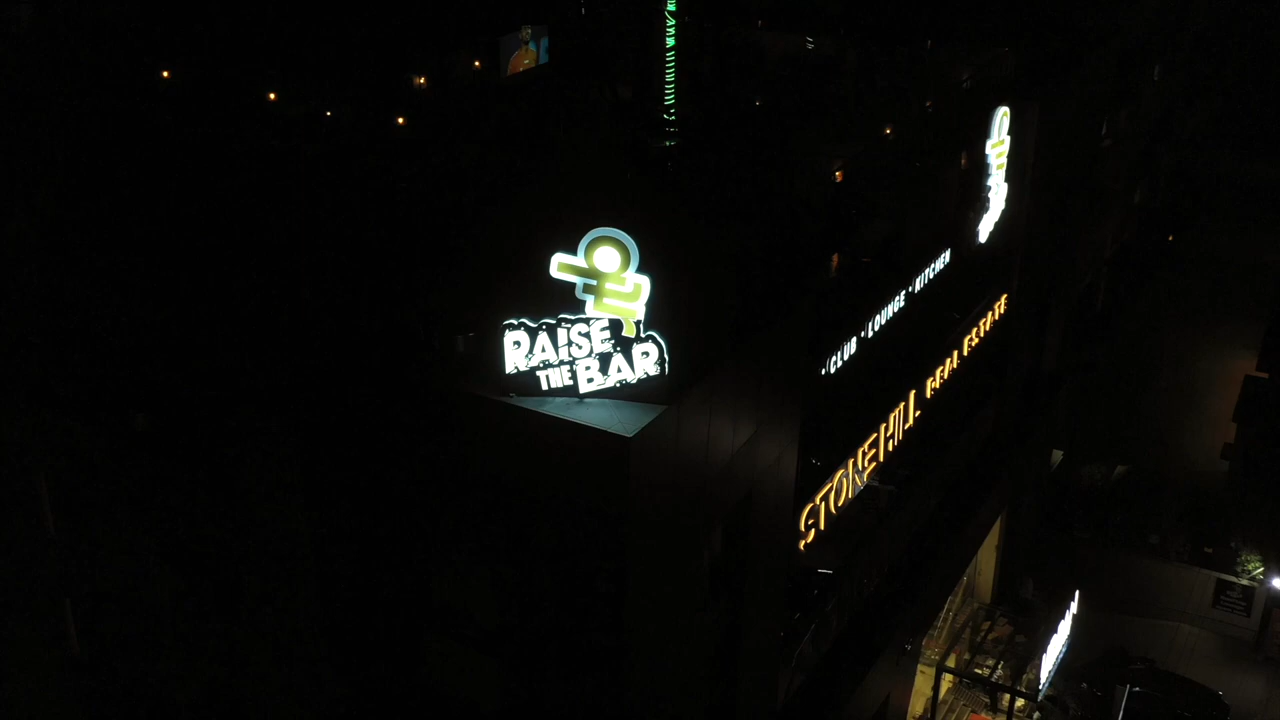 RAISE
THE BAR
• CLUB • LOUNGE • KITCHEN
STONEHILL REAL ESTATE